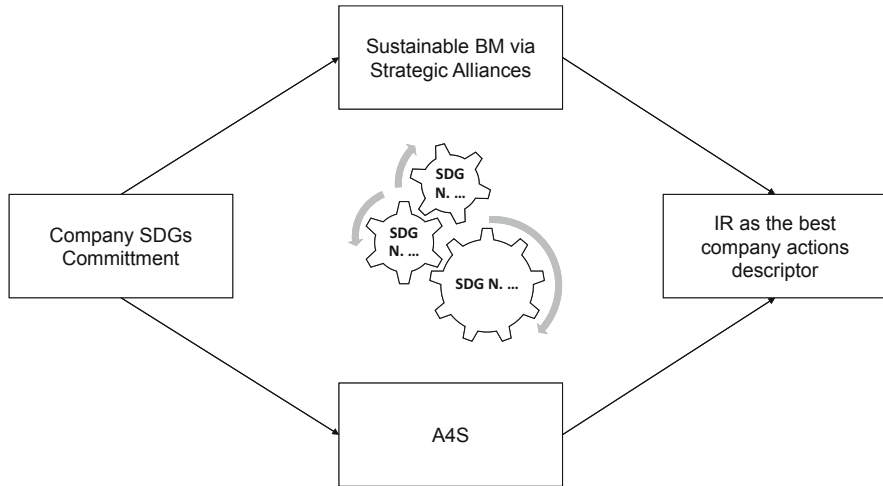 Sustainable BM via
Strategic Alliances
SDG
N. ...
SDG
N. ...
Company SDGs
Committment
SDG N. ...
IR as the best
company actions
descriptor
A4S